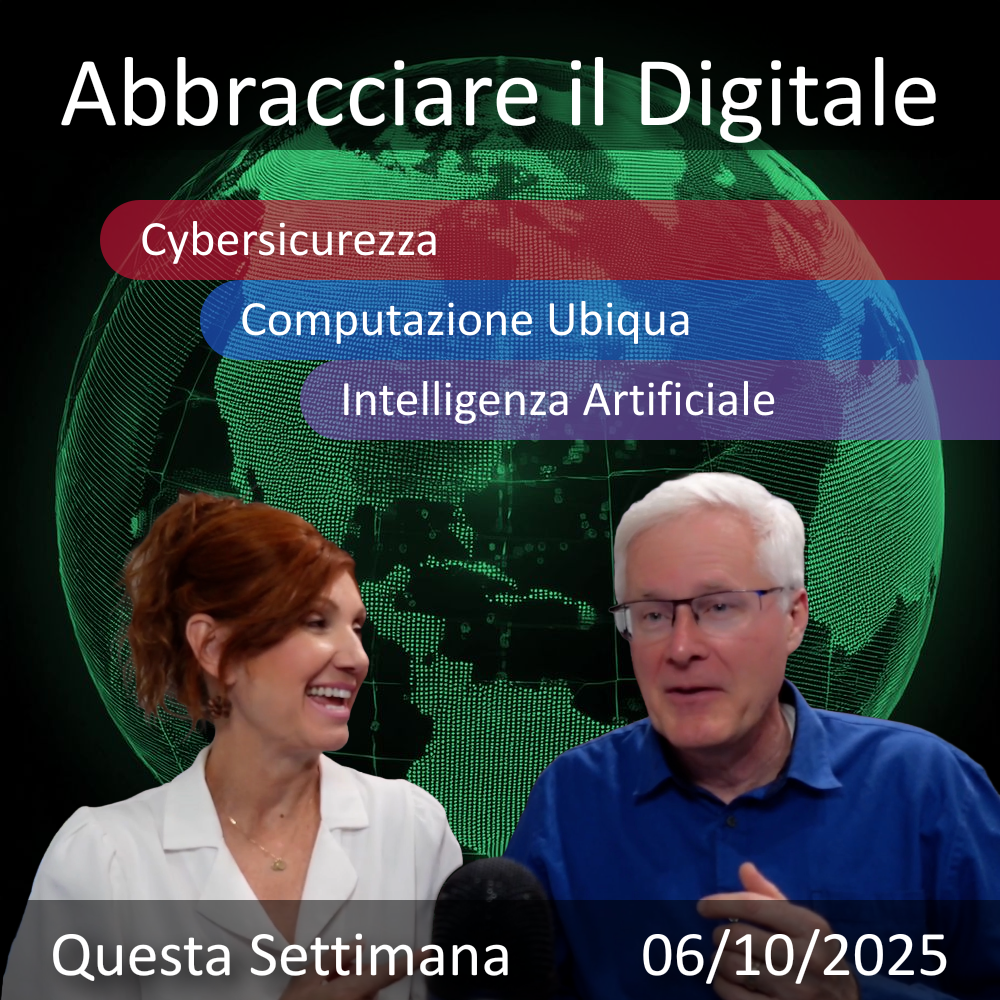 Abbracciare il Digitale
Cybersicurezza
Computazione Ubiqua
Intelligenza Artificiale
Questa Settimana 06/10/2025